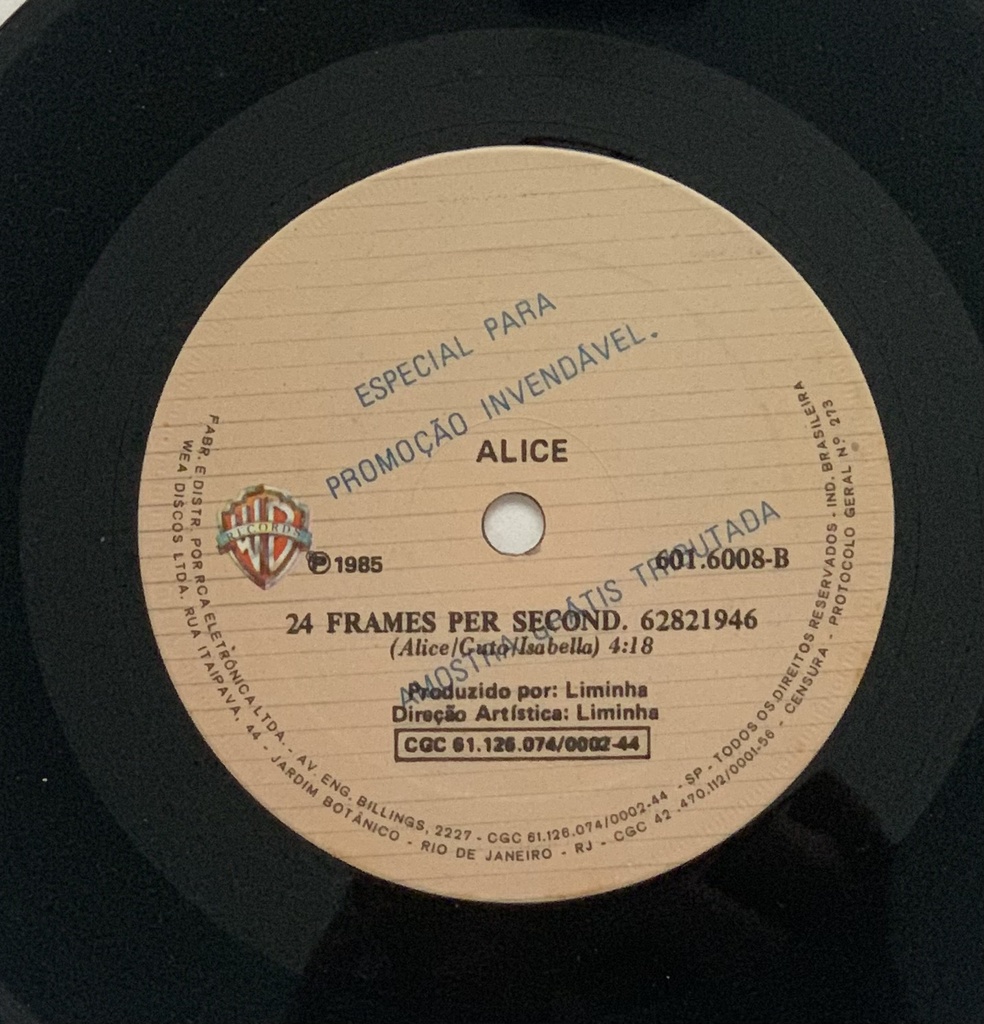 ESPECIAL PARA
PROMOÇÃO INVENDÁVEL.
ALICE
WB
RECORDS
℗ 1985
601.6008-B
AMOSTRA GRÁTIS TRIBUTADA
24 FRAMES PER SECOND. 62821946
(Alice/Guto/Isabella) 4:18
Produzido por: Liminha
Direção Artística: Liminha
CGC 61.126.074/0002-44
FABR. E DISTR. POR RCA ELETRÔNICA LTDA. - AV. ENG. BILLINGS, 2227 - CGC 61.126.074/0002-44 - SP - TODOS OS DIREITOS RESERVADOS - IND. BRASILEIRA
WEA DISCOS LTDA. RUA ITAIPAVA, 44 - JARDIM BOTÂNICO - RIO DE JANEIRO - RJ - CGC 42.470.112/0001-56 - CENSURA - PROTOCOLO GERAL Nº 273